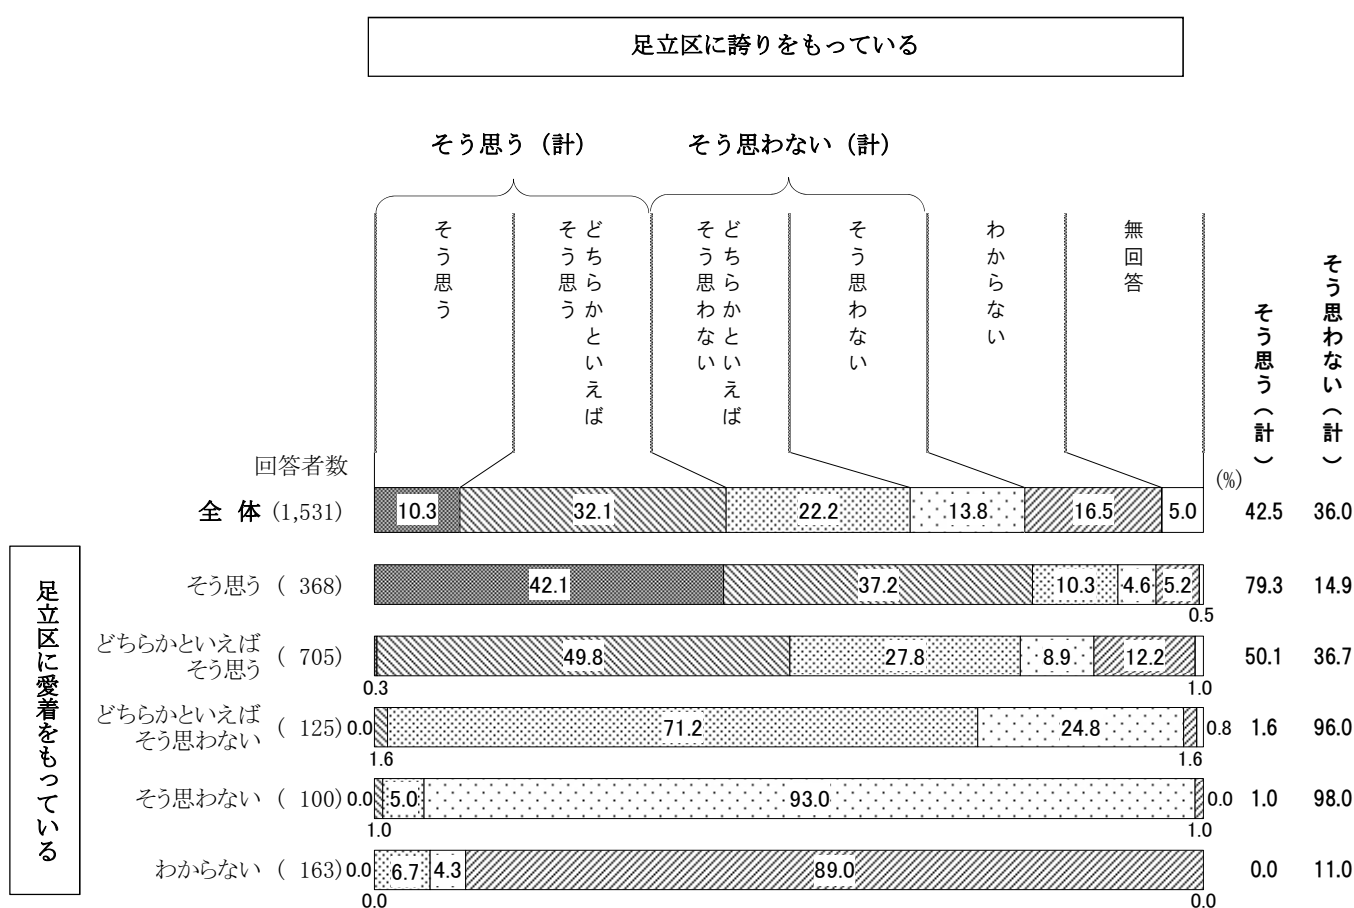 足立区に誇りをもっている
そう思う（計）
そう思わない（計）
そう思う
どちらかといえば
そう思う
どちらかといえば
そう思わない
そう思わない
わからない
無回答
そう思う（計）
そう思わない（計）
回答者数
(%)
全 体 (1,531) 10.3 32.1 22.2 13.8 16.5 5.0 42.5 36.0
足立区に愛着をもっている
そう思う ( 368) 42.1 37.2 10.3 4.6 5.2 79.3 14.9
0.5
どちらかといえば
そう思う ( 705) 49.8 27.8 8.9 12.2 50.1 36.7
0.3 1.0
どちらかといえば
そう思わない ( 125) 0.0 71.2 24.8 0.8 1.6 96.0
1.6 1.6
そう思わない ( 100) 0.0 5.0 93.0 0.0 1.0 98.0
1.0 1.0
わからない ( 163) 0.0 6.7 4.3 89.0 0.0 11.0
0.0 0.0